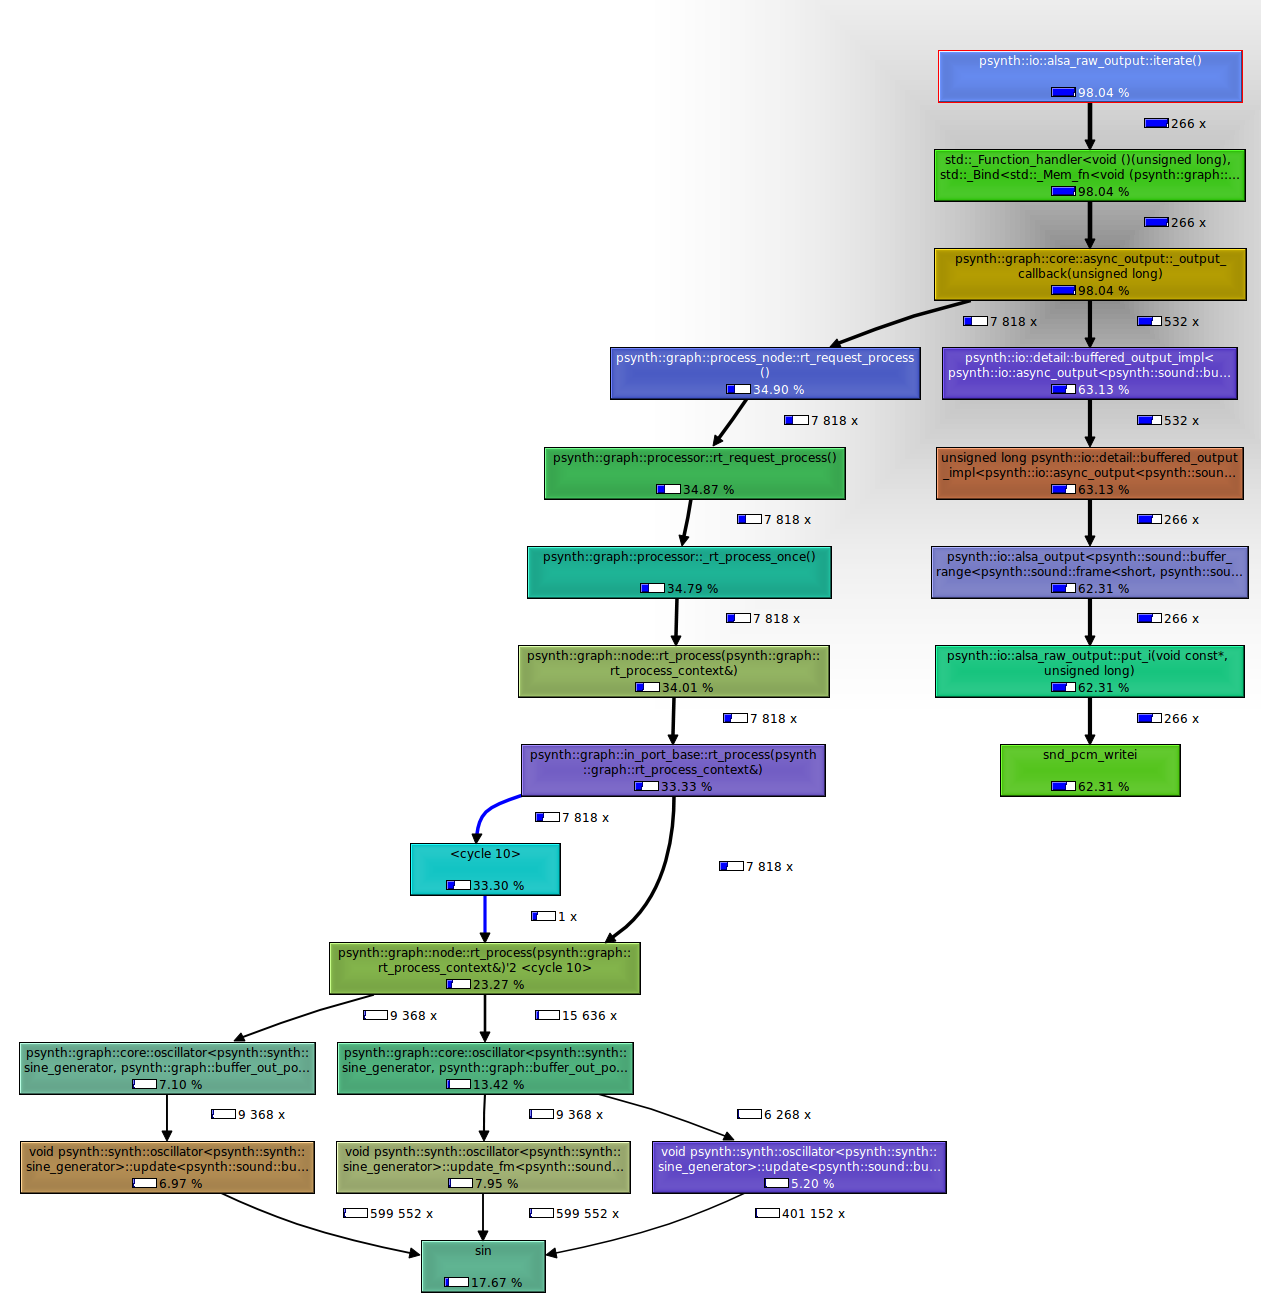 psynth::io::alsa_raw_output::iterate()
98.04 %
266 x
std::_Function_handler<void ()(unsigned long),
std::_Bind<std::_Mem_fn<void (psynth::graph::...
98.04 %
266 x
psynth::graph::core::async_output::_output_
callback(unsigned long)
98.04 %
7 818 x
532 x
psynth::graph::process_node::rt_request_process
()
34.90 %
psynth::io::detail::buffered_output_impl<
psynth::io::async_output<psynth::sound::bu...
63.13 %
7 818 x
532 x
psynth::graph::processor::rt_request_process()
34.87 %
unsigned long psynth::io::detail::buffered_output
_impl<psynth::io::async_output<psynth::soun...
63.13 %
7 818 x
266 x
psynth::graph::processor::_rt_process_once()
34.79 %
psynth::io::alsa_output<psynth::sound::buffer_
range<psynth::sound::frame<short, psynth::sou...
62.31 %
7 818 x
266 x
psynth::graph::node::rt_process(psynth::graph::
rt_process_context&)
34.01 %
psynth::io::alsa_raw_output::put_i(void const*,
unsigned long)
62.31 %
7 818 x
266 x
psynth::graph::in_port_base::rt_process(psynth
::graph::rt_process_context&)
33.33 %
snd_pcm_writei
62.31 %
7 818 x
<cycle 10>
33.30 %
7 818 x
1 x
psynth::graph::node::rt_process(psynth::graph::
rt_process_context&)'2 <cycle 10>
23.27 %
9 368 x
15 636 x
psynth::graph::core::oscillator<psynth::synth::
sine_generator, psynth::graph::buffer_out_po...
7.10 %
psynth::graph::core::oscillator<psynth::synth::
sine_generator, psynth::graph::buffer_out_po...
13.42 %
9 368 x
9 368 x
6 268 x
void psynth::synth::oscillator<psynth::synth::
sine_generator>::update<psynth::sound::bu...
6.97 %
void psynth::synth::oscillator<psynth::synth::
sine_generator>::update_fm<psynth::sound...
7.95 %
void psynth::synth::oscillator<psynth::synth::
sine_generator>::update<psynth::sound::bu...
5.20 %
599 552 x
599 552 x
401 152 x
sin
17.67 %